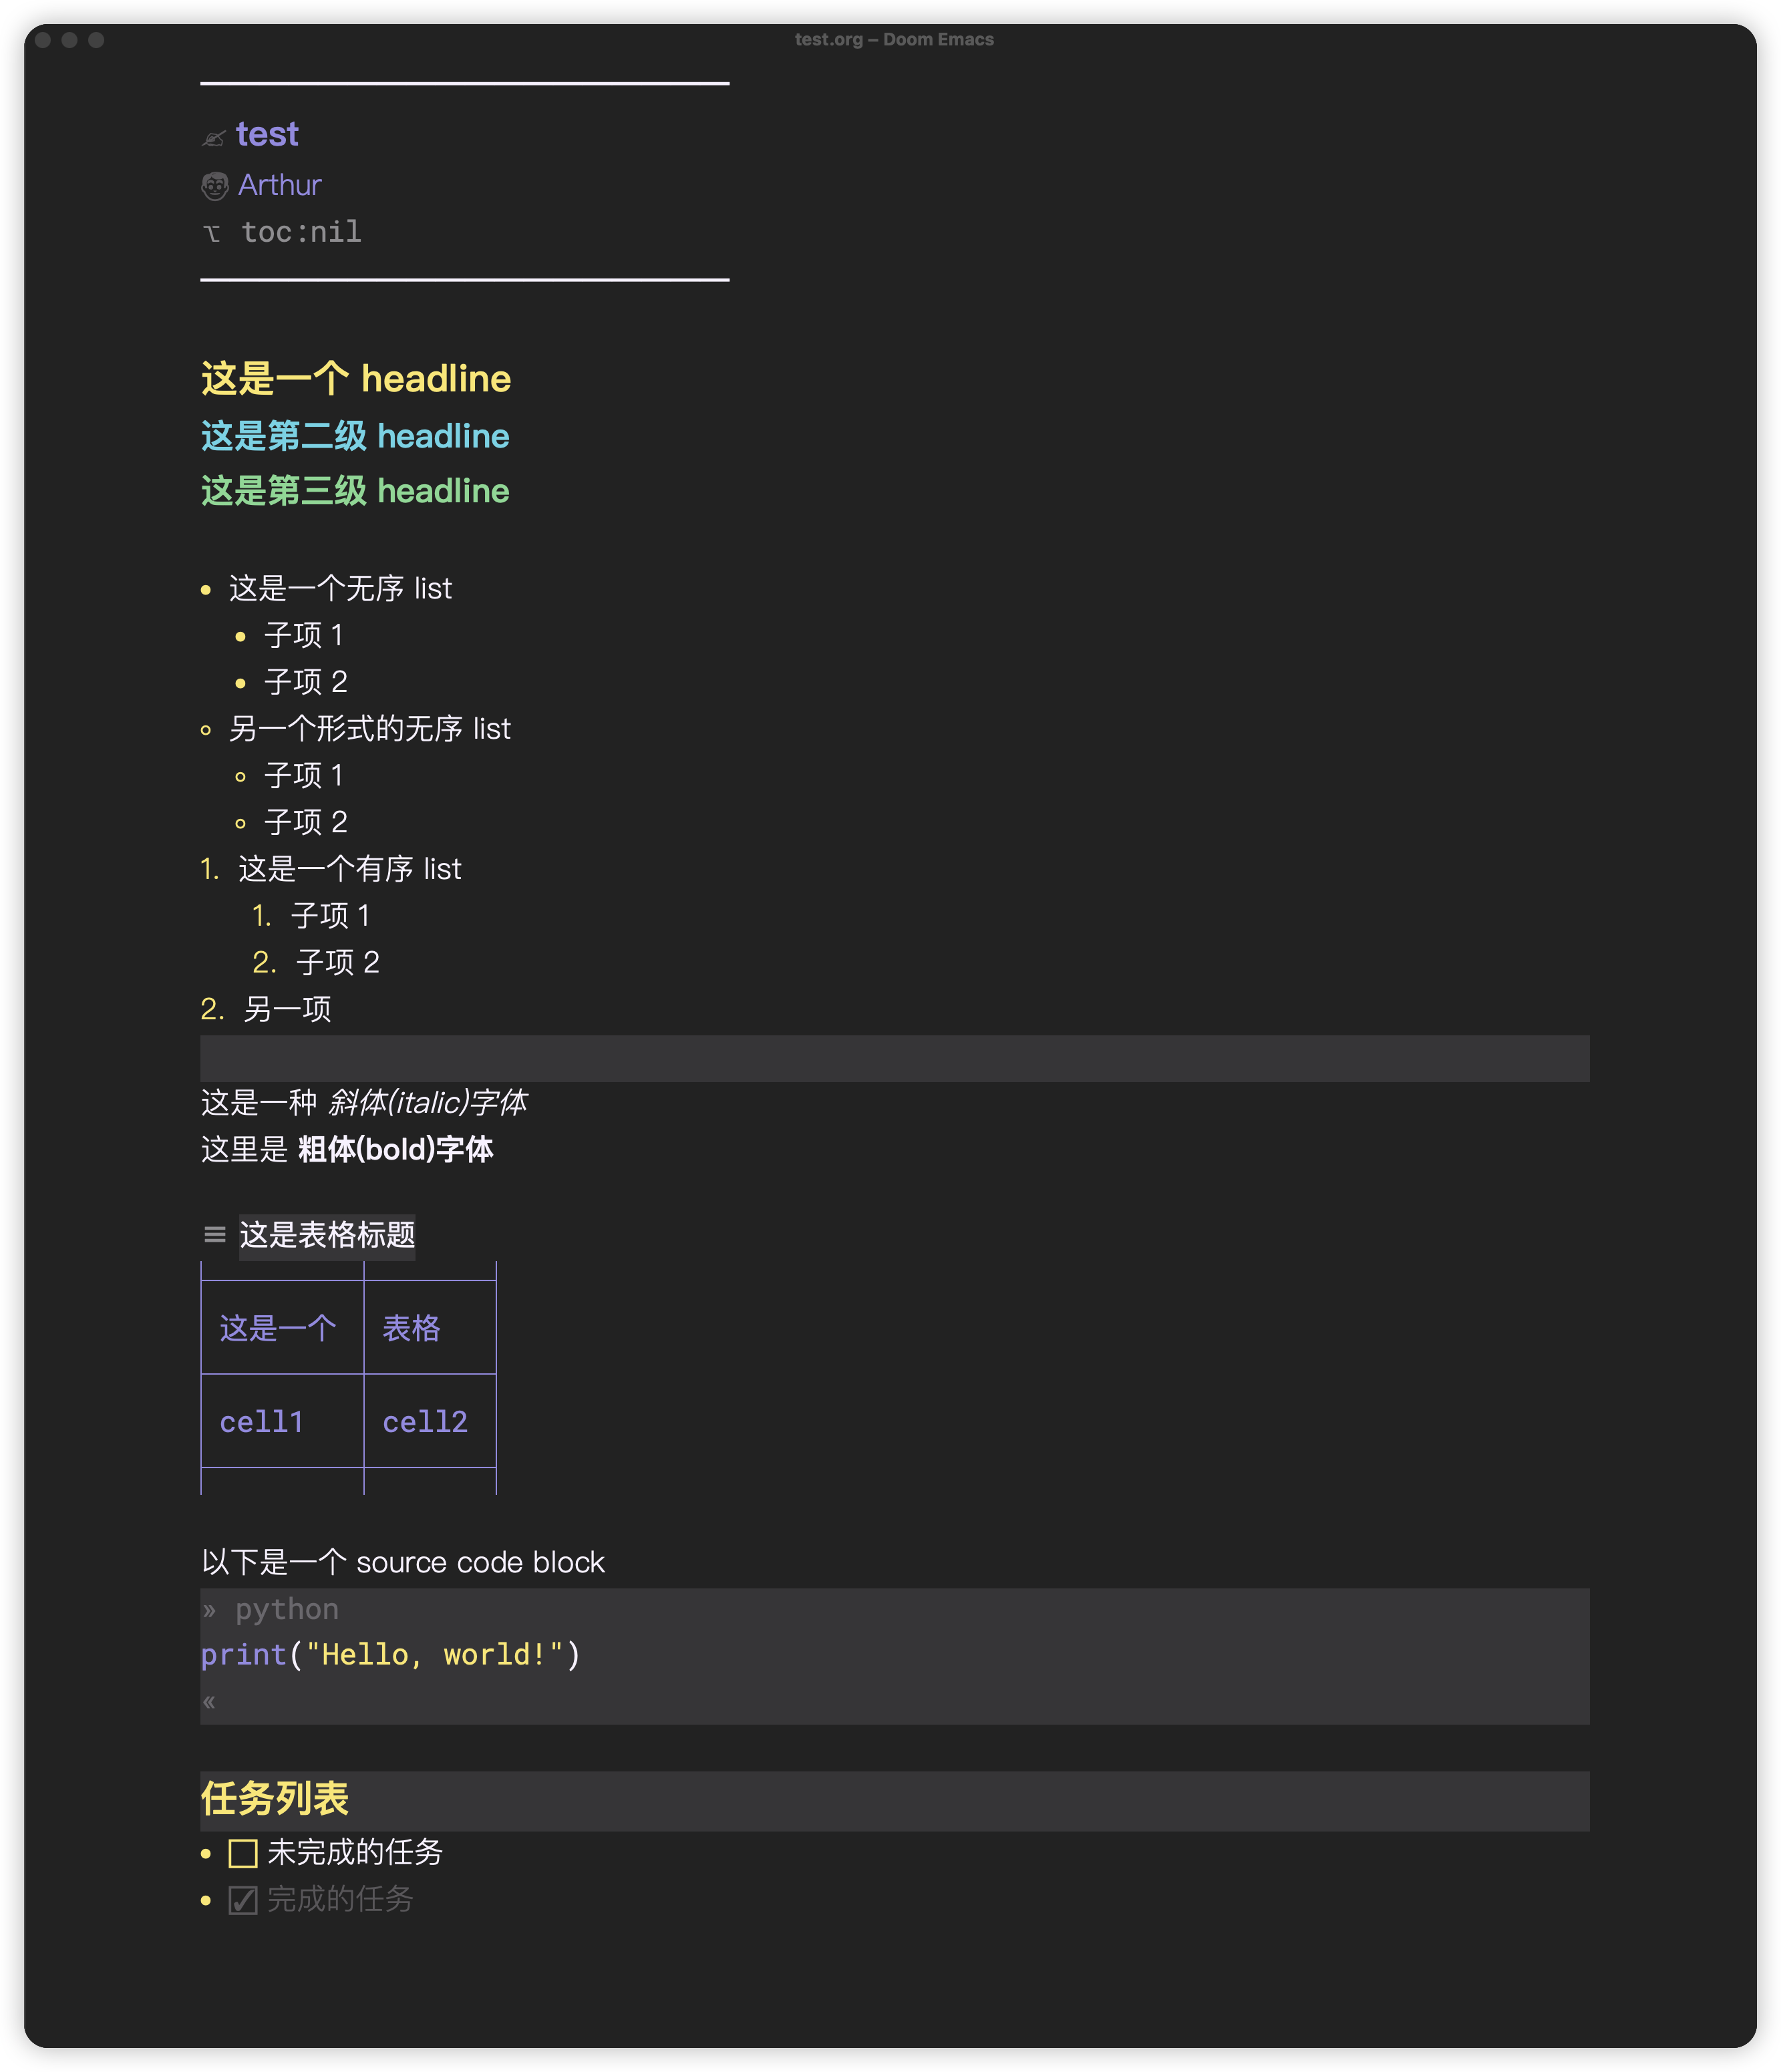 test.org – Doom Emacs
test
Arthur
⌥ toc:nil
这是一个 headline
这是第二级 headline
这是第三级 headline
• 这是一个无序 list
• 子项 1
• 子项 2
◦ 另一个形式的无序 list
◦ 子项 1
◦ 子项 2
1. 这是一个有序 list
1. 子项 1
2. 子项 2
2. 另一项
这是一种 斜体(italic)字体
这里是 粗体(bold)字体
这是表格标题
这是一个 表格
cell1 cell2
以下是一个 source code block
» python
print("Hello, world!")
«
任务列表
• ☐ 未完成的任务
• ☑ 完成的任务